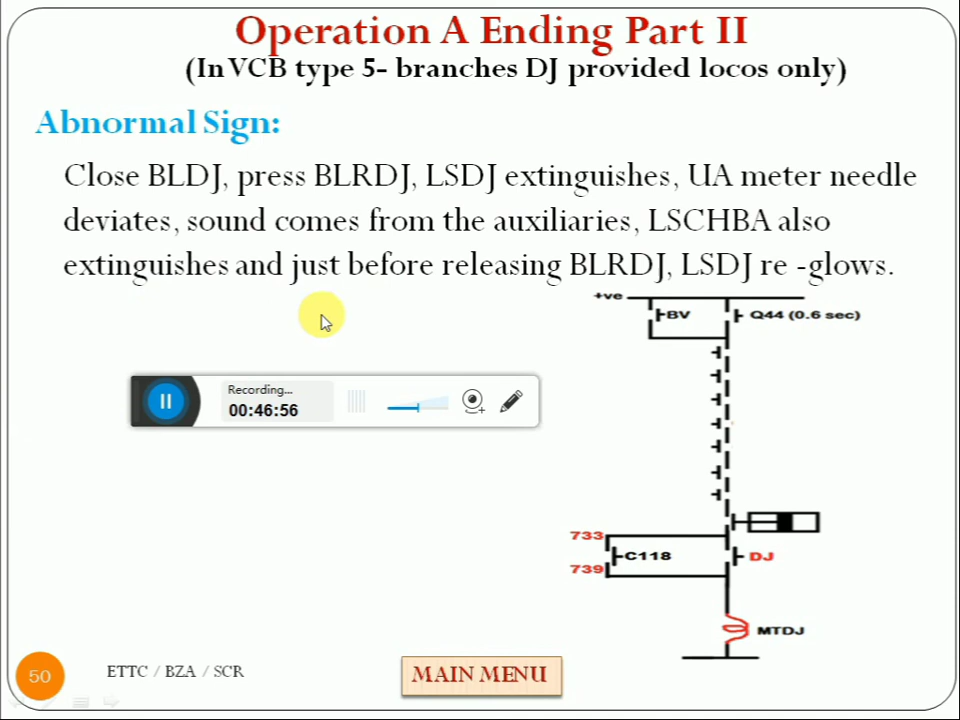 Operation A Ending Part II
(In VCB type 5- branches DJ provided locos only)
Abnormal Sign:
Close BLDJ, press BLRDJ, LSDJ extinguishes, UA meter needle
deviates, sound comes from the auxiliaries, LSCHBA also
extinguishes and just before releasing BLRDJ, LSDJ re -glows.
+ve
BV
Q44 (0.6 sec)
Recording...
00:46:56
733
C118
DJ
739
MTDJ
50
ETTC / BZA / SCR
MAIN MENU